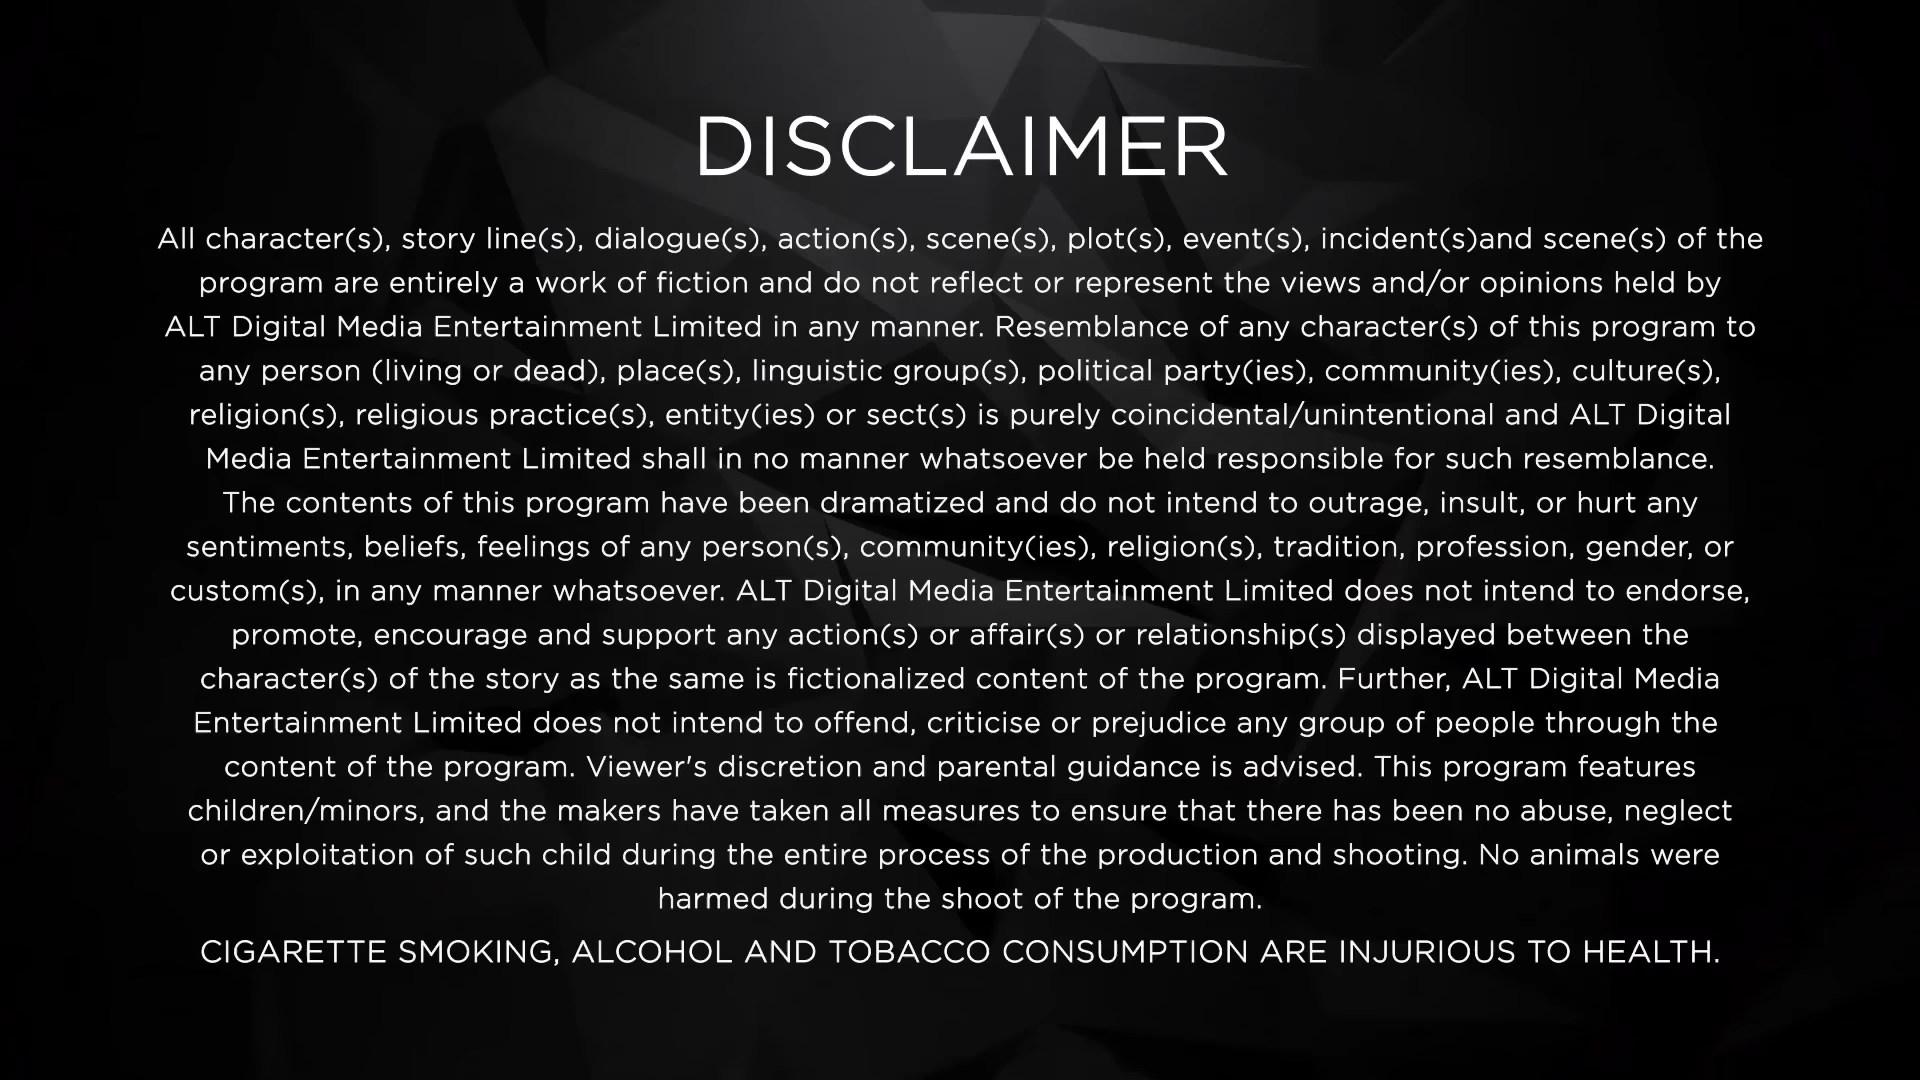 DISCLAIMER
All character(s), story line(s), dialogue(s), action(s), scene(s), plot(s), event(s), incident(s)and scene(s) of the
program are entirely a work of fiction and do not reflect or represent the views and/or opinions held by
ALT Digital Media Entertainment Limited in any manner. Resemblance of any character(s) of this program to
any person (living or dead), place(s), linguistic group(s), political party(ies), community(ies), culture(s),
religion(s), religious practice(s), entity(ies) or sect(s) is purely coincidental/unintentional and ALT Digital
Media Entertainment Limited shall in no manner whatsoever be held responsible for such resemblance.
The contents of this program have been dramatized and do not intend to outrage, insult, or hurt any
sentiments, beliefs, feelings of any person(s), community(ies), religion(s), tradition, profession, gender, or
custom(s), in any manner whatsoever. ALT Digital Media Entertainment Limited does not intend to endorse,
promote, encourage and support any action(s) or affair(s) or relationship(s) displayed between the
character(s) of the story as the same is fictionalized content of the program. Further, ALT Digital Media
Entertainment Limited does not intend to offend, criticise or prejudice any group of people through the
content of the program. Viewer's discretion and parental guidance is advised. This program features
children/minors, and the makers have taken all measures to ensure that there has been no abuse, neglect
or exploitation of such child during the entire process of the production and shooting. No animals were
harmed during the shoot of the program.
CIGARETTE SMOKING, ALCOHOL AND TOBACCO CONSUMPTION ARE INJURIOUS TO HEALTH.